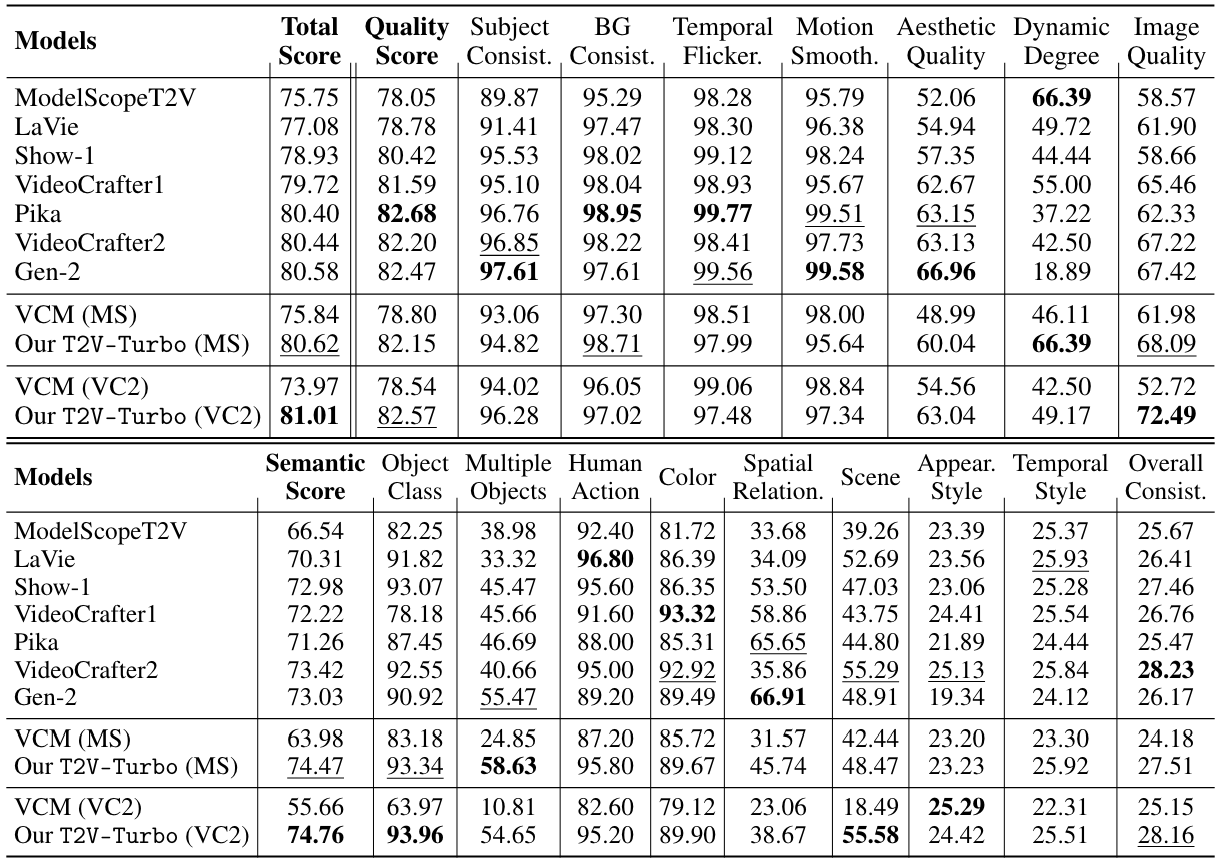 Models Total Score Quality Score Subject Consist. BG Consist. Temporal Flicker. Motion Smooth. Aesthetic Quality Dynamic Degree Image Quality
ModelScopeT2V 75.75 78.05 89.87 95.29 98.28 95.79 52.06 66.39 58.57
LaVie 77.08 78.78 91.41 97.47 98.30 96.38 54.94 49.72 61.90
Show-1 78.93 80.42 95.53 98.02 99.12 98.24 57.35 44.44 58.66
VideoCrafter1 79.72 81.59 95.10 98.04 98.93 95.67 62.67 55.00 65.46
Pika 80.40 82.68 96.76 98.95 99.77 99.51 63.15 37.22 62.33
VideoCrafter2 80.44 82.20 96.85 98.22 98.41 97.73 63.13 42.50 67.22
Gen-2 80.58 82.47 97.61 97.61 99.56 99.58 66.96 18.89 67.42
VCM (MS) 75.84 78.80 93.06 97.30 98.51 98.00 48.99 46.11 61.98
Our T2V-Turbo (MS) 80.62 82.15 94.82 98.71 97.99 95.64 60.04 66.39 68.09
VCM (VC2) 73.97 78.54 94.02 96.05 99.06 98.84 54.56 42.50 52.72
Our T2V-Turbo (VC2) 81.01 82.57 96.28 97.02 97.48 97.34 63.04 49.17 72.49
Models Semantic Score Object Class Multiple Objects Human Action Color Spatial Relation. Scene Appear. Style Temporal Style Overall Consist.
ModelScopeT2V 66.54 82.25 38.98 92.40 81.72 33.68 39.26 23.39 25.37 25.67
LaVie 70.31 91.82 33.32 96.80 86.39 34.09 52.69 23.56 25.93 26.41
Show-1 72.98 93.07 45.47 95.60 86.35 53.50 47.03 23.06 25.28 27.46
VideoCrafter1 72.22 78.18 45.66 91.60 93.32 58.86 43.75 24.41 25.54 26.76
Pika 71.26 87.45 46.69 88.00 85.31 65.65 44.80 21.89 24.44 25.47
VideoCrafter2 73.42 92.55 40.66 95.00 92.92 35.86 55.29 25.13 25.84 28.23
Gen-2 73.03 90.92 55.47 89.20 89.49 66.91 48.91 19.34 24.12 26.17
VCM (MS) 63.98 83.18 24.85 87.20 85.72 31.57 42.44 23.20 23.30 24.18
Our T2V-Turbo (MS) 74.47 93.34 58.63 95.80 89.67 45.74 48.47 23.23 25.92 27.51
VCM (VC2) 55.66 63.97 10.81 82.60 79.12 23.06 18.49 25.29 22.31 25.15
Our T2V-Turbo (VC2) 74.76 93.96 54.65 95.20 89.90 38.67 55.58 24.42 25.51 28.16